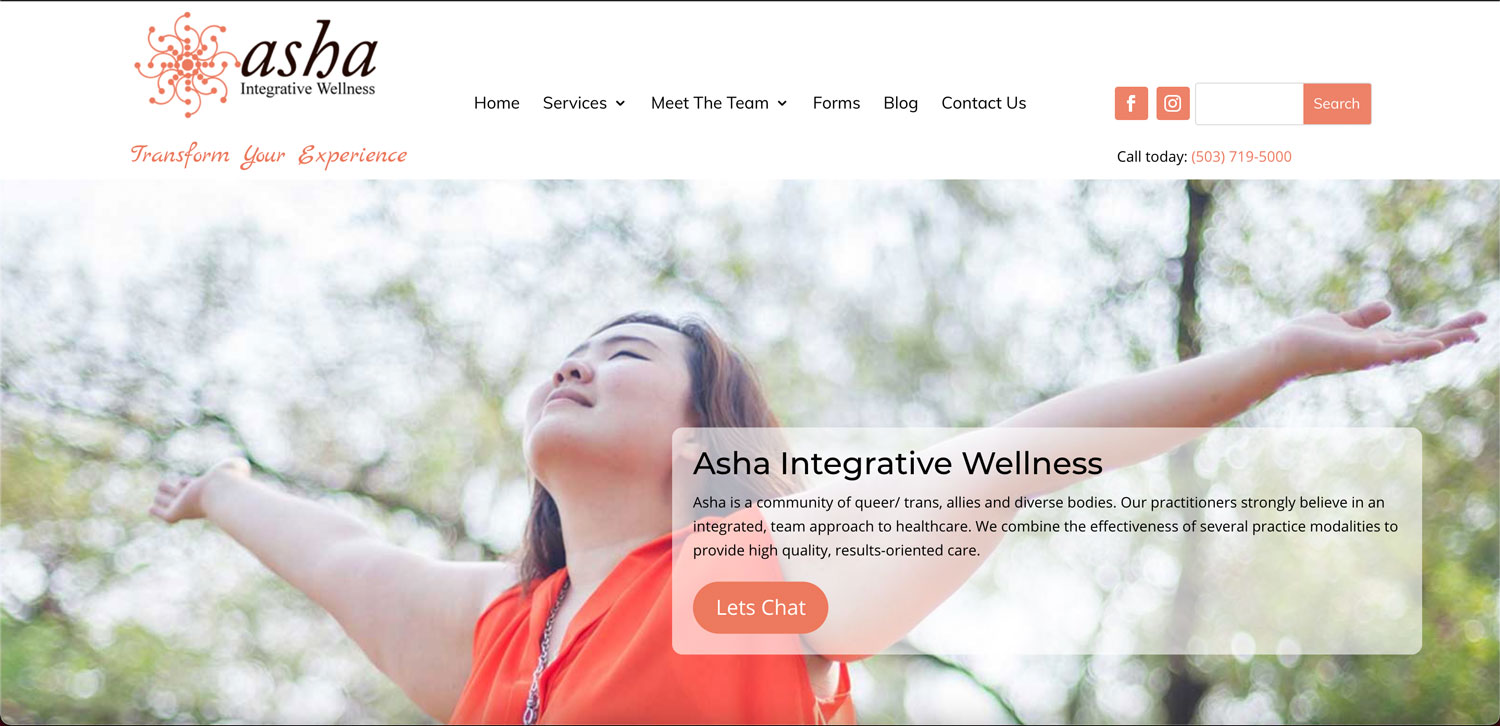 asha
Integrative Wellness
Transform Your Experience
Home Services Meet The Team Forms Blog Contact Us
Search
Call today: (503) 719-5000
Asha Integrative Wellness
Asha is a community of queer/ trans, allies and diverse bodies. Our practitioners strongly believe in an
integrated, team approach to healthcare. We combine the effectiveness of several practice modalities to
provide high quality, results-oriented care.
Lets Chat